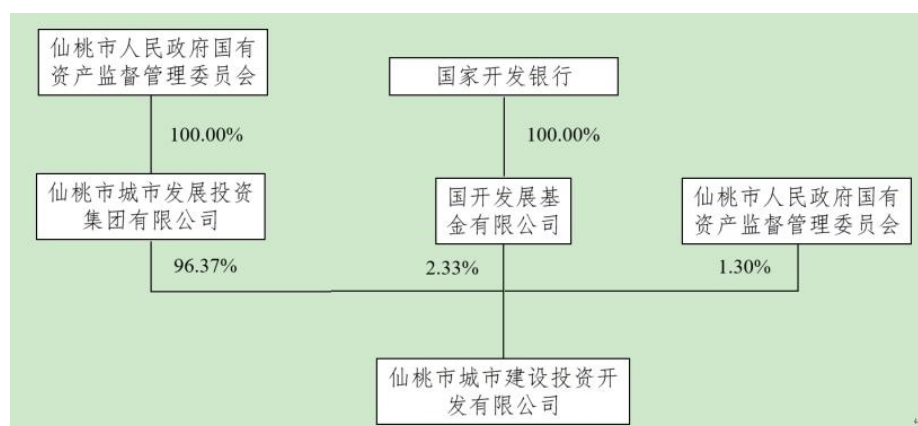 仙桃市人民政府国有
资产监督管理委员会
国家开发银行
100.00%
100.00%
仙桃市城市发展投资
集团有限公司
国开发展基
金有限公司
仙桃市人民政府国有
资产监督管理委员会
96.37%
2.33%
1.30%
仙桃市城市建设投资开
发有限公司